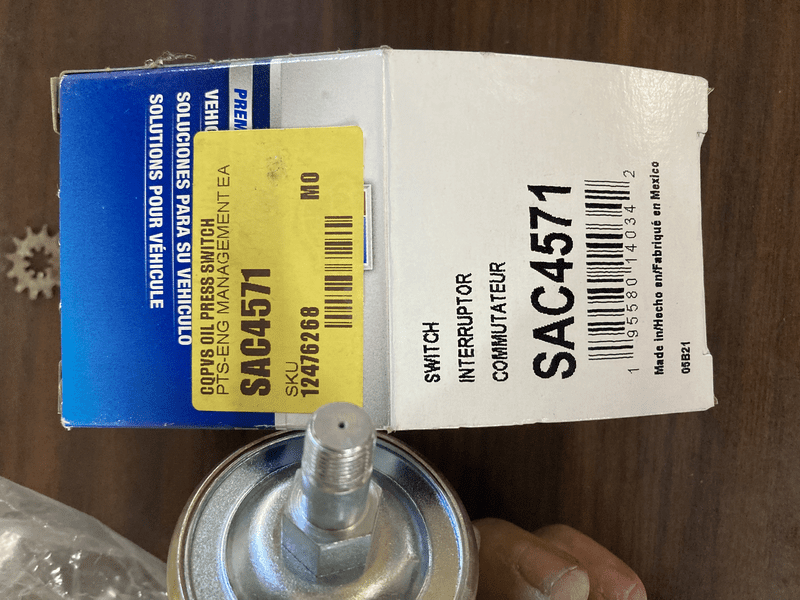 PREM
VEHIC
SOLUCIONES PARA SU VEHICULO
SOLUTIONS POUR VÉHICULE
CQPVS OIL PRESS SWITCH
PTS-ENG MANAGEMENT EA
SAC4571
SKU
12476268
MO
SWITCH
INTERRUPTOR
COMMUTATEUR
SAC4571
1 95580 14034 2
Made in/Hecho en/Fabriqué en Mexico
05B21